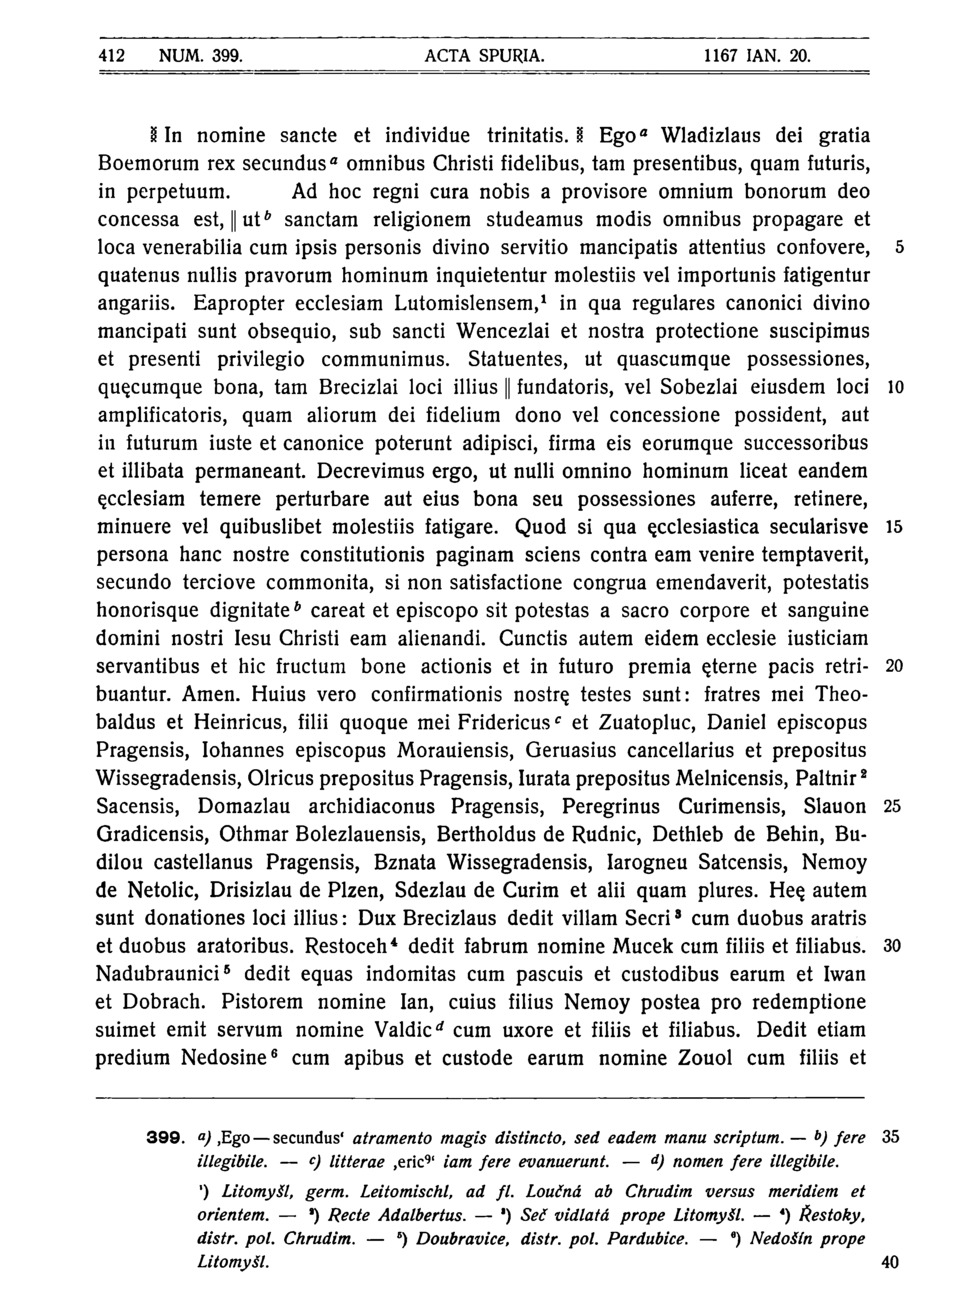 412 NUM. 399. ACTA SPURIA. 1167 IAN. 20.
In nomine sancte et individue trinitatis. Ego a Wladizlaus dei gratia
Boemorum rex secundus a omnibus Christi fidelibus, tam presentibus, quam futuris,
in perpetuum. Ad hoc regni cura nobis a provisore omnium bonorum deo
concessa est, || ut b sanctam religionem studeamus modis omnibus propagare et
loca venerabilia cum ipsis personis divino servitio mancipatis attentius confovere, 5
quatenus nullis pravorum hominum inquietentur molestiis vel importunis fatigentur
angariis. Eapropter ecclesiam Lutomislensem,¹ in qua regulares canonici divino
mancipati sunt obsequio, sub sancti Wencezlai et nostra protectione suscipimus
et presenti privilegio communimus. Statuentes, ut quascumque possessiones,
quęcumque bona, tam Brecizlai loci illius || fundatoris, vel Sobezlai eiusdem loci 10
amplificatoris, quam aliorum dei fidelium dono vel concessione possident, aut
in futurum iuste et canonice poterunt adipisci, firma eis eorumque successoribus
et illibata permaneant. Decrevimus ergo, ut nulli omnino hominum liceat eandem
ęcclesiam temere perturbare aut eius bona seu possessiones auferre, retinere,
minuere vel quibuslibet molestiis fatigare. Quod si qua ęcclesiastica secularisve 15
persona hanc nostre constitutionis paginam sciens contra eam venire temptaverit,
secundo terciove commonita, si non satisfactione congrua emendaverit, potestatis
honorisque dignitate b careat et episcopo sit potestas a sacro corpore et sanguine
domini nostri Iesu Christi eam alienandi. Cunctis autem eidem ecclesie iusticiam
servantibus et hic fructum bone actionis et in futuro premia ęterne pacis retri- 20
buantur. Amen. Huius vero confirmationis nostrę testes sunt: fratres mei Theo-
baldus et Heinricus, filii quoque mei Fridericus c et Zuatopluc, Daniel episcopus
Pragensis, Iohannes episcopus Morauiensis, Geruasius cancellarius et prepositus
Wissegradensis, Olricus prepositus Pragensis, Iurata prepositus Melnicensis, Paltnir²
Sacensis, Domazlau archidiaconus Pragensis, Peregrinus Curimensis, Slauon 25
Gradicensis, Othmar Bolezlauensis, Bertholdus de Rudnic, Dethleb de Behin, Bu-
dilou castellanus Pragensis, Bznata Wissegradensis, Iarogneu Satcensis, Nemoy
de Netolic, Drisizlau de Plzen, Sdezlau de Curim et alii quam plures. Heę autem
sunt donationes loci illius: Dux Brecizlaus dedit villam Secri³ cum duobus aratris
et duobus aratoribus. Restoceh⁴ dedit fabrum nomine Mucek cum filiis et filiabus. 30
Nadubraunici⁵ dedit equas indomitas cum pascuis et custodibus earum et Iwan
et Dobrach. Pistorem nomine Ian, cuius filius Nemoy postea pro redemptione
suimet emit servum nomine Valdic d cum uxore et filiis et filiabus. Dedit etiam
predium Nedosine⁶ cum apibus et custode earum nomine Zouol cum filiis et
399. a) ,Ego—secundus‘ atramento magis distincto, sed eadem manu scriptum. — b) fere 35
illegibile. — c) litterae ,eric⁹‘ iam fere evanuerunt. — d) nomen fere illegibile.
¹) Litomyšl, germ. Leitomischl, ad fl. Loučná ab Chrudim versus meridiem et
orientem. — ²) Recte Adalbertus. — ³) Seč vidlatá prope Litomyšl. — ⁴) Řestoky,
distr. pol. Chrudim. — ⁵) Doubravice, distr. pol. Pardubice. — ⁶) Nedošín prope
Litomyšl. 40